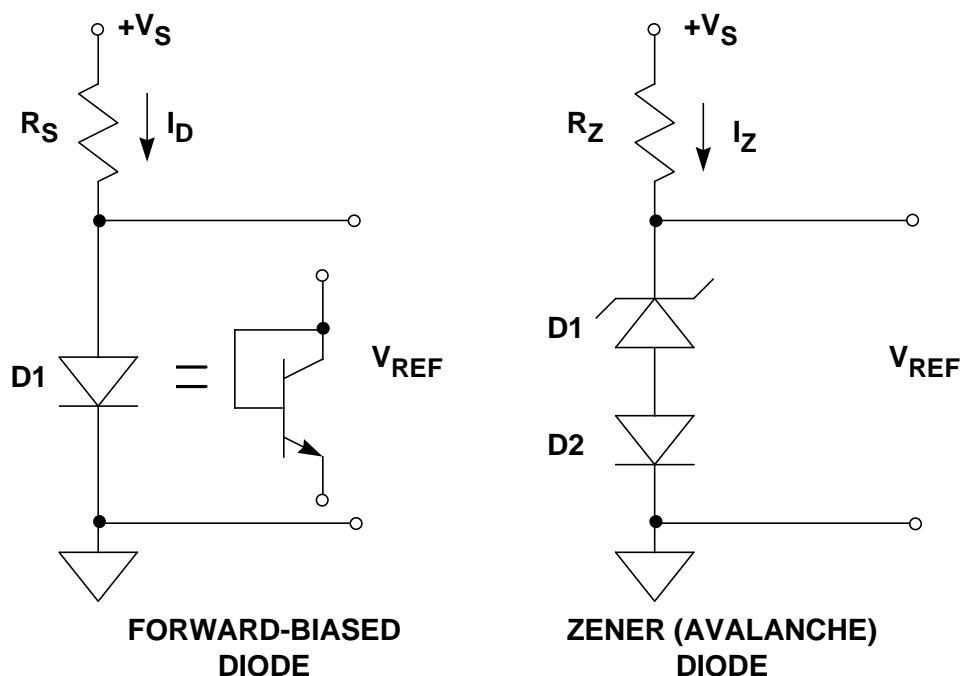 +VS
RS
ID
D1
=
VREF
FORWARD-BIASED
DIODE
+VS
RZ
IZ
D1
D2
VREF
ZENER (AVALANCHE)
DIODE